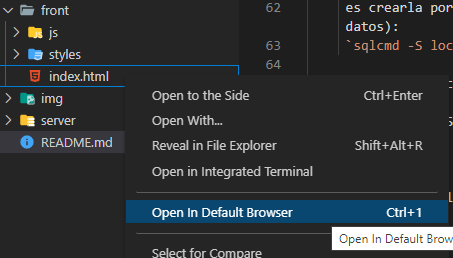 front
js
styles
index.html
img
server
README.md
62
es crearla por
datos):
63
`sqlcmd -S loc
64
Open to the Side Ctrl+Enter
Open With...
Reveal in File Explorer Shift+Alt+R
Open in Integrated Terminal
Open In Default Browser Ctrl+1
Open In Default Brow
Select for Compare